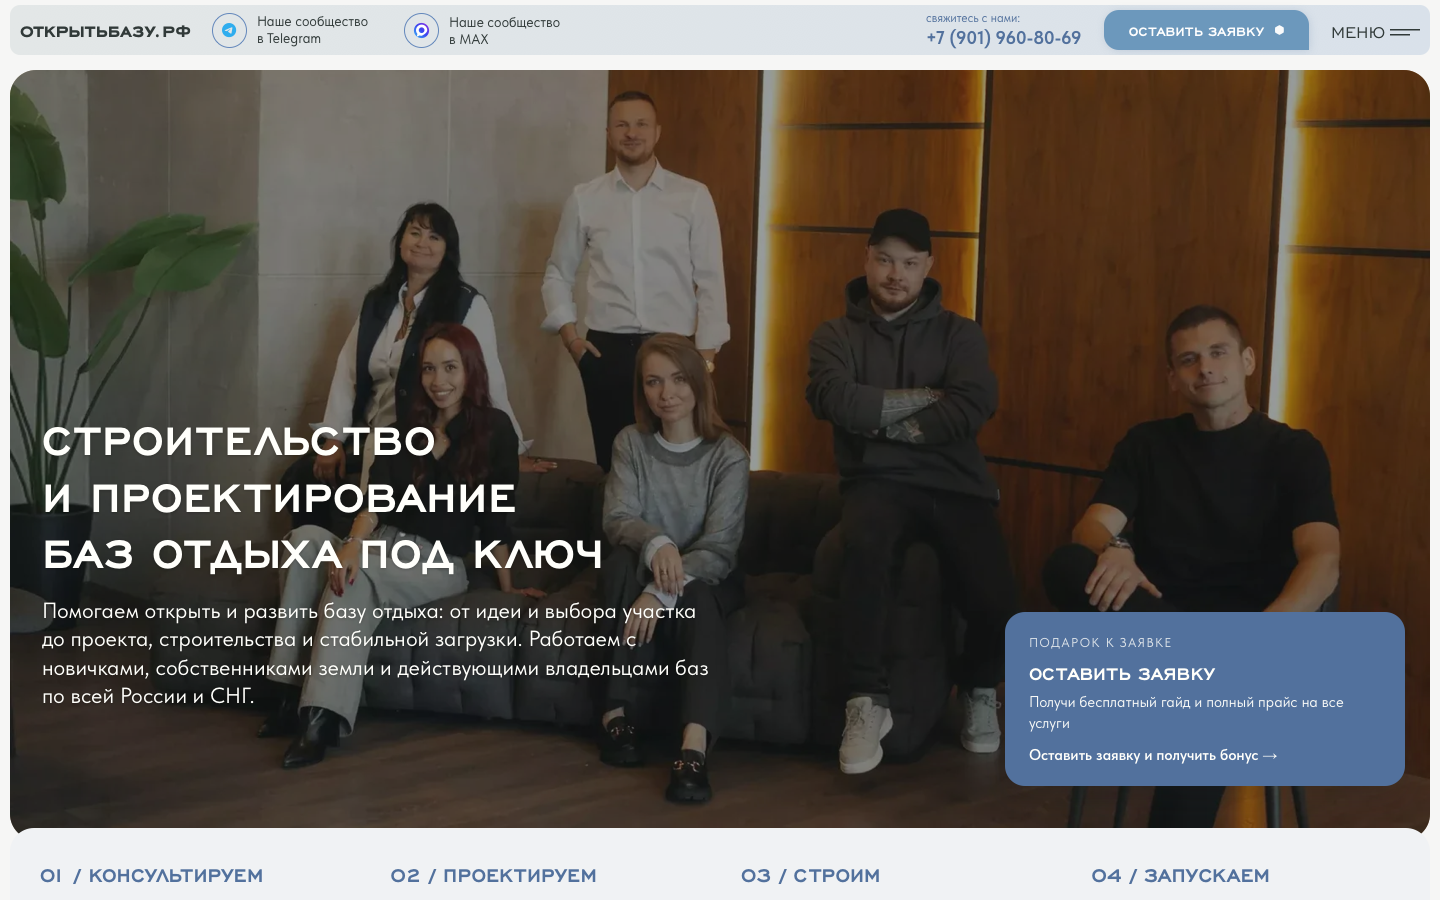 ОТКРЫТЬБАЗУ.РФ
Наше сообщество
в Telegram
Наше сообщество
в MAX
свяжитесь с нами:
+7 (901) 960-80-69
ОСТАВИТЬ ЗАЯВКУ
МЕНЮ
СТРОИТЕЛЬСТВО
И ПРОЕКТИРОВАНИЕ
БАЗ ОТДЫХА ПОД КЛЮЧ
Помогаем открыть и развить базу отдыха: от идеи и выбора участка
до проекта, строительства и стабильной загрузки. Работаем с
новичками, собственниками земли и действующими владельцами баз
по всей России и СНГ.
ПОДАРОК К ЗАЯВКЕ
ОСТАВИТЬ ЗАЯВКУ
Получи бесплатный гайд и полный прайс на все
услуги
Оставить заявку и получить бонус →
01 / КОНСУЛЬТИРУЕМ
02 / ПРОЕКТИРУЕМ
03 / СТРОИМ
04 / ЗАПУСКАЕМ